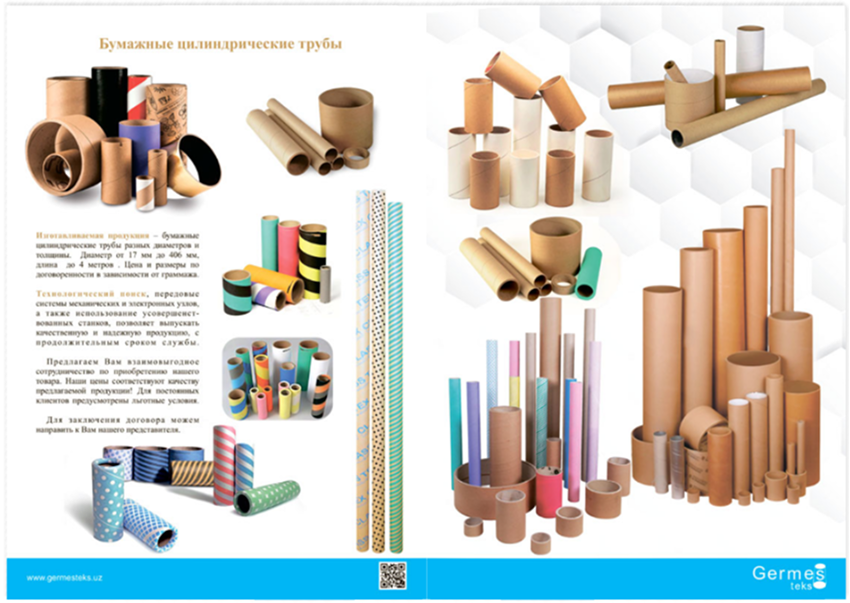 Бумажные цилиндрические трубы
Изготавливаемая продукция – бумажные
цилиндрические трубы разных диаметров и
толщины. Диаметр от 17 мм до 406 мм,
длина до 4 метров . Цена и размеры по
договоренности в зависимости от граммажа.
Технологический поиск, передовые
системы механических и электронных узлов,
а также использование усовершенст-
вованных станков, позволяет выпускать
качественную и надежную продукцию, с
продолжительным сроком службы.
Предлагаем Вам взаимовыгодное
сотрудничество по приобретению нашего
товара. Наши цены соответствуют качеству
предлагаемой продукции! Для постоянных
клиентов предусмотрены льготные условия.
Для заключения договора можем
направить к Вам нашего представителя.
www.germesteks.uz
Germes
teks